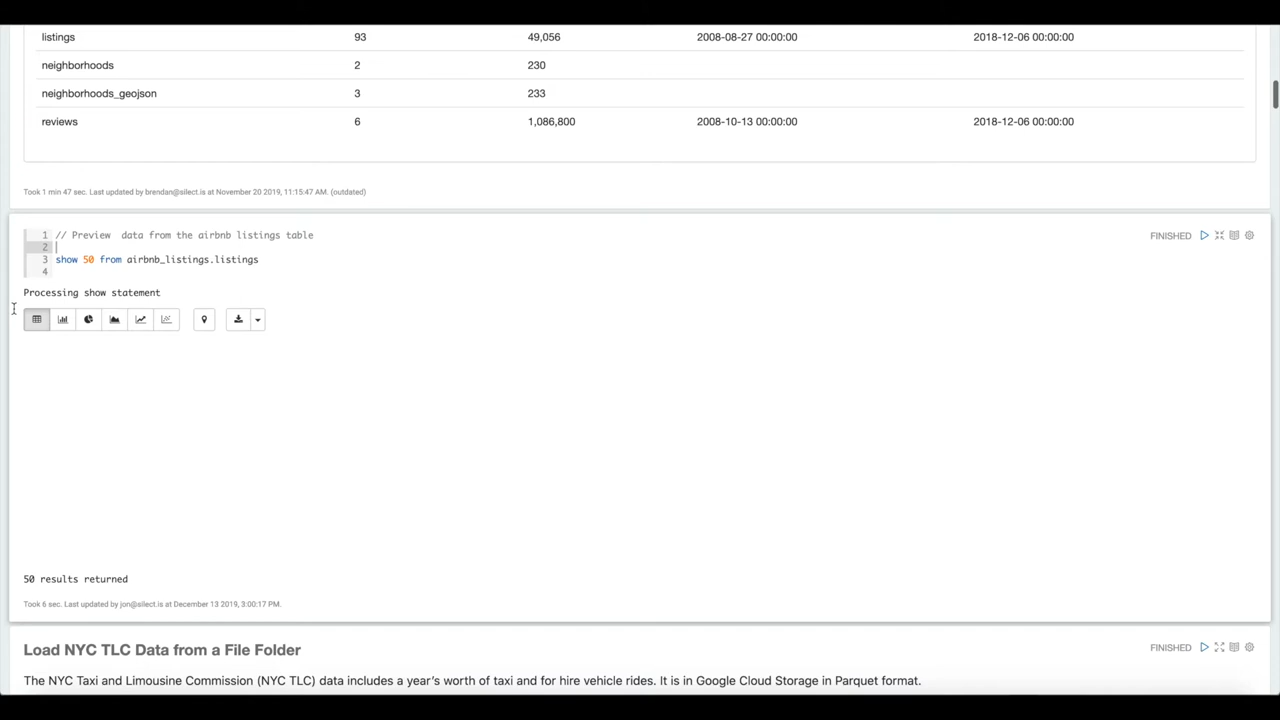 listings 93 49,056 2008-08-27 00:00:00 2018-12-06 00:00:00
neighborhoods 2 230
neighborhoods_geojson 3 233
reviews 6 1,086,800 2008-10-13 00:00:00 2018-12-06 00:00:00
Took 1 min 47 sec. Last updated by brendan@silect.is at November 20 2019, 11:15:47 AM. (outdated)
1 // Preview  data from the airbnb listings table
FINISHED
2
3 show 50 from airbnb_listings.listings
4
Processing show statement
50 results returned
Took 6 sec. Last updated by jon@silect.is at December 13 2019, 3:00:17 PM.
Load NYC TLC Data from a File Folder
FINISHED
The NYC Taxi and Limousine Commission (NYC TLC) data includes a year's worth of taxi and for hire vehicle rides. It is in Google Cloud Storage in Parquet format.